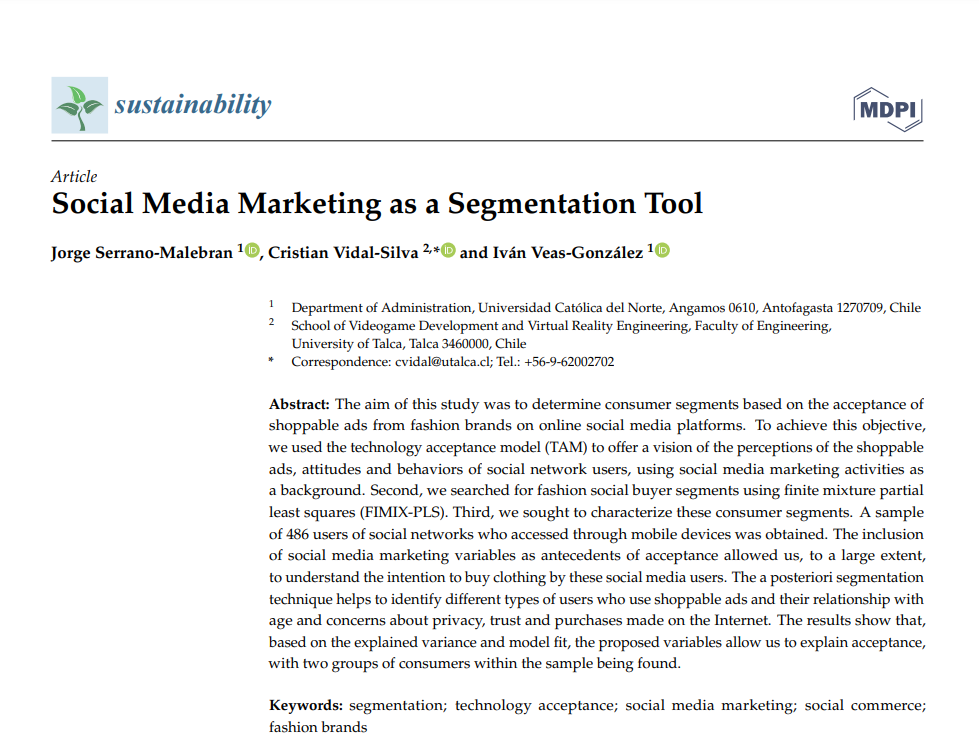 sustainability
MDPI
Article
Social Media Marketing as a Segmentation Tool
Jorge Serrano-Malebran 1 iD, Cristian Vidal-Silva 2,* iD and Iván Veas-González 1 iD
1 Department of Administration, Universidad Católica del Norte, Angamos 0610, Antofagasta 1270709, Chile
2 School of Videogame Development and Virtual Reality Engineering, Faculty of Engineering,
University of Talca, Talca 3460000, Chile
* Correspondence: cvidal@utalca.cl; Tel.: +56-9-62002702
Abstract: The aim of this study was to determine consumer segments based on the acceptance of
shoppable ads from fashion brands on online social media platforms. To achieve this objective,
we used the technology acceptance model (TAM) to offer a vision of the perceptions of the shoppable
ads, attitudes and behaviors of social network users, using social media marketing activities as
a background. Second, we searched for fashion social buyer segments using finite mixture partial
least squares (FIMIX-PLS). Third, we sought to characterize these consumer segments. A sample
of 486 users of social networks who accessed through mobile devices was obtained. The inclusion
of social media marketing variables as antecedents of acceptance allowed us, to a large extent,
to understand the intention to buy clothing by these social media users. The a posteriori segmentation
technique helps to identify different types of users who use shoppable ads and their relationship with
age and concerns about privacy, trust and purchases made on the Internet. The results show that,
based on the explained variance and model fit, the proposed variables allow us to explain acceptance,
with two groups of consumers within the sample being found.
Keywords: segmentation; technology acceptance; social media marketing; social commerce;
fashion brands